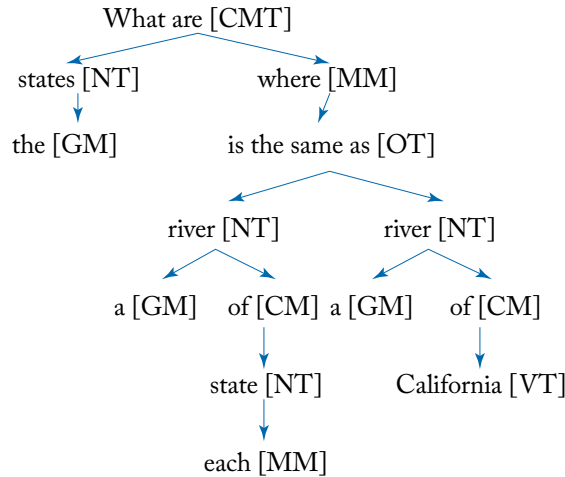 What are [CMT]
states [NT] where [MM]
the [GM] is the same as [OT]
river [NT] river [NT]
a [GM] of [CM] a [GM] of [CM]
state [NT] California [VT]
each [MM]